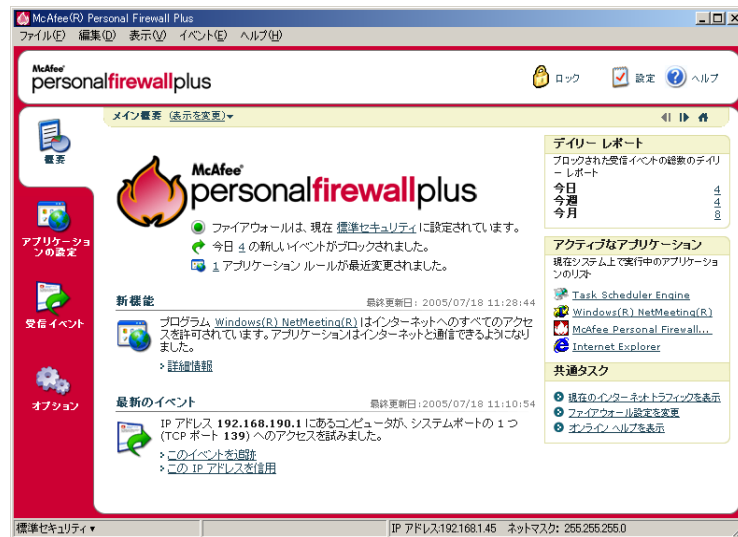 McAfee(R) Personal Firewall Plus
ファイル(F) 編集(D) 表示(V) イベント(E) ヘルプ(H)
McAfee
personalfirewallplus
ロック
設定
ヘルプ
概要
アプリケーションの設定
受信イベント
オプション
メイン概要 (表示を変更)
McAfee
personalfirewallplus
ファイアウォールは、現在 標準セキュリティ に設定されています。
今日 4 の新しいイベントがブロックされました。
1 アプリケーション ルールが最近変更されました。
新機能
最終更新日: 2005/07/18 11:28:44
プログラム Windows(R) NetMeeting(R) はインターネットへのすべてのアクセ
スを許可されています。アプリケーションはインターネットと通信できるようになり
ました。
詳細情報
最新のイベント
最終更新日:2005/07/18 11:10:54
IP アドレス 192.168.190.1 にあるコンピュータが、システムポートの 1 つ
(TCP ポート 139) へのアクセスを試みました。
このイベントを追跡
この IP アドレスを信用
デイリー レポート
ブロックされた受信イベントの総数のデイリ
ー レポート
今日 4
今週 4
今月 8
アクティブなアプリケーション
現在システム上で実行中のアプリケーショ
ンのリスト
Task Scheduler Engine
Windows(R) NetMeeting(R)
McAfee Personal Firewall...
Internet Explorer
共通タスク
現在のインターネットトラフィックを表示
ファイアウォール設定を変更
オンライン ヘルプを表示
標準セキュリティ
IP アドレス:192.168.1.45 ネットマスク: 255.255.255.0